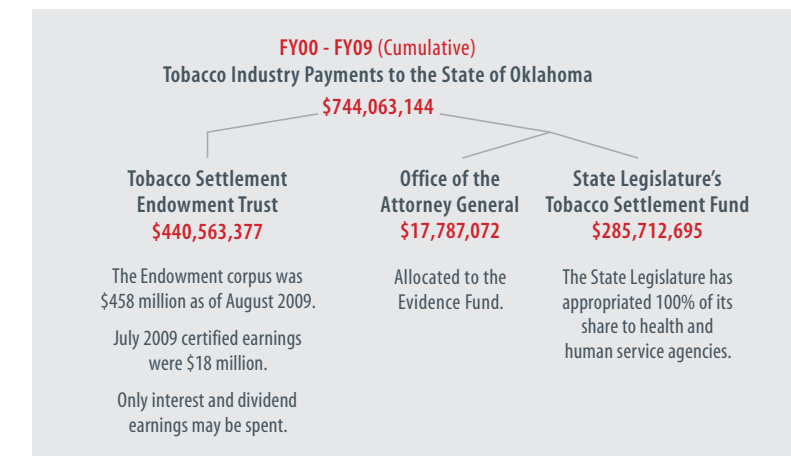 FY00 - FY09 (Cumulative)
Tobacco Industry Payments to the State of Oklahoma
$744,063,144
Tobacco Settlement
Endowment Trust
$440,563,377
The Endowment corpus was
$458 million as of August 2009.
July 2009 certified earnings
were $18 million.
Only interest and dividend
earnings may be spent.
Office of the
Attorney General
$17,787,072
Allocated to the
Evidence Fund.
State Legislature's
Tobacco Settlement Fund
$285,712,695
The State Legislature has
appropriated 100% of its
share to health and
human service agencies.